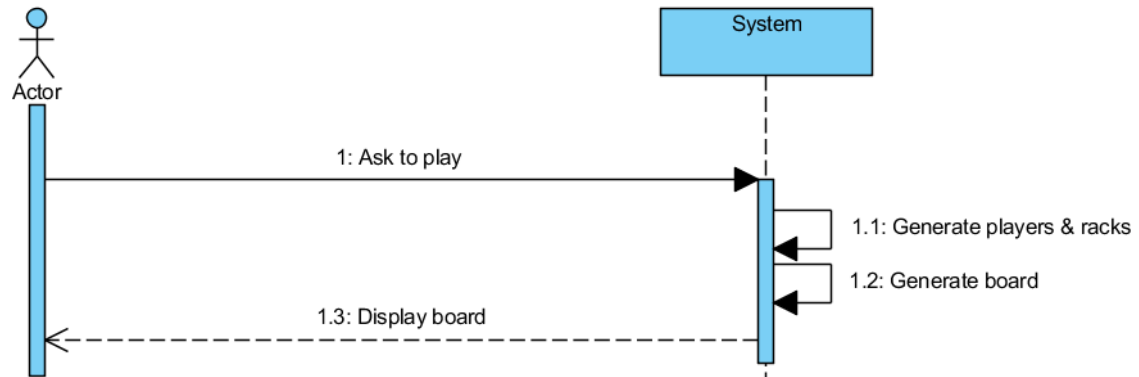 System
Actor
1: Ask to play
1.1: Generate players & racks
1.2: Generate board
1.3: Display board